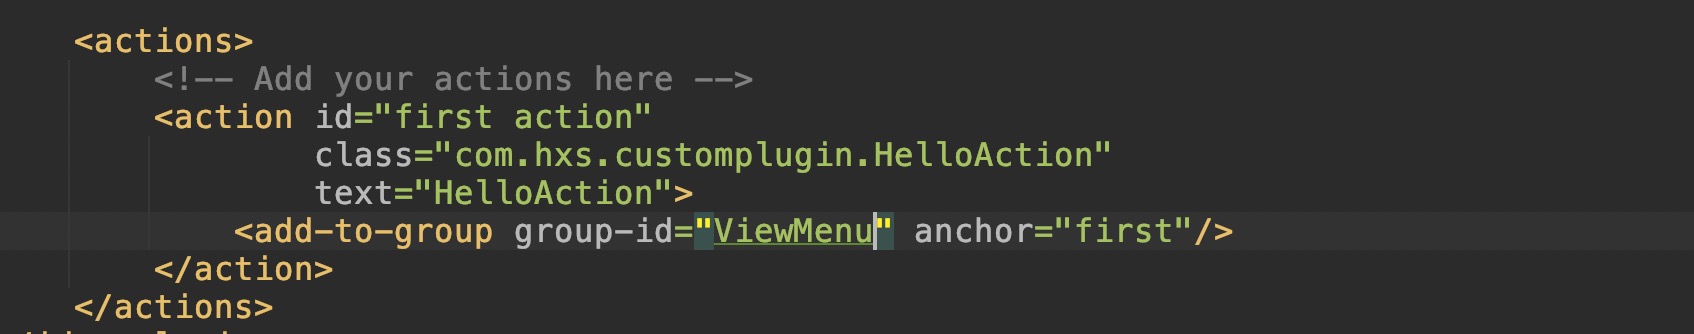 <actions>
<!-- Add your actions here -->
<action id="first action"
class="com.hxs.customplugin.HelloAction"
text="HelloAction">
<add-to-group group-id="ViewMenu" anchor="first"/>
</action>
</actions>